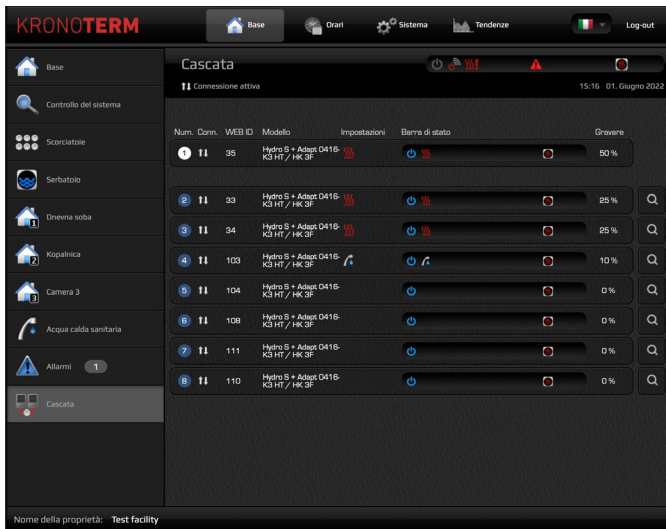 KRONOTERM
Base
Orari
Sistema
Tendenze
Log-out
Base
Controllo del sistema
Scorciatoie
Serbatoio
Dnevna soba
1
Kopalnica
2
Camera 3
3
Acqua calda sanitaria
Allarmi 1
Cascata
Cascata
Connessione attiva
15:16 01. Giugno 2022
Num. Conn. WEB ID Modello Impostazioni Barra di stato Gravare
1 35 Hydro S + Adapt 0416-K3 HT / HK 3F 50 %
2 33 Hydro S + Adapt 0416-K3 HT / HK 3F 25 %
3 34 Hydro S + Adapt 0416-K3 HT / HK 3F 25 %
4 103 Hydro S + Adapt 0416-K3 HT / HK 3F 10 %
5 104 Hydro S + Adapt 0416-K3 HT / HK 3F 0 %
6 108 Hydro S + Adapt 0416-K3 HT / HK 3F 0 %
7 111 Hydro S + Adapt 0416-K3 HT / HK 3F 0 %
8 110 Hydro S + Adapt 0416-K3 HT / HK 3F 0 %
Nome della proprietà: Test facility